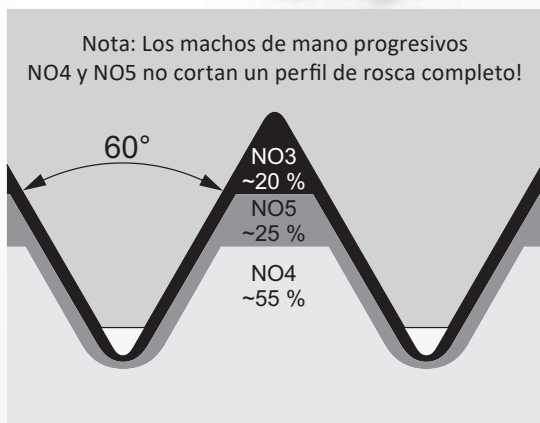 Nota: Los machos de mano progresivos
NO4 y NO5 no cortan un perfil de rosca completo!
60°
NO3
~20 %
NO5
~25 %
NO4
~55 %